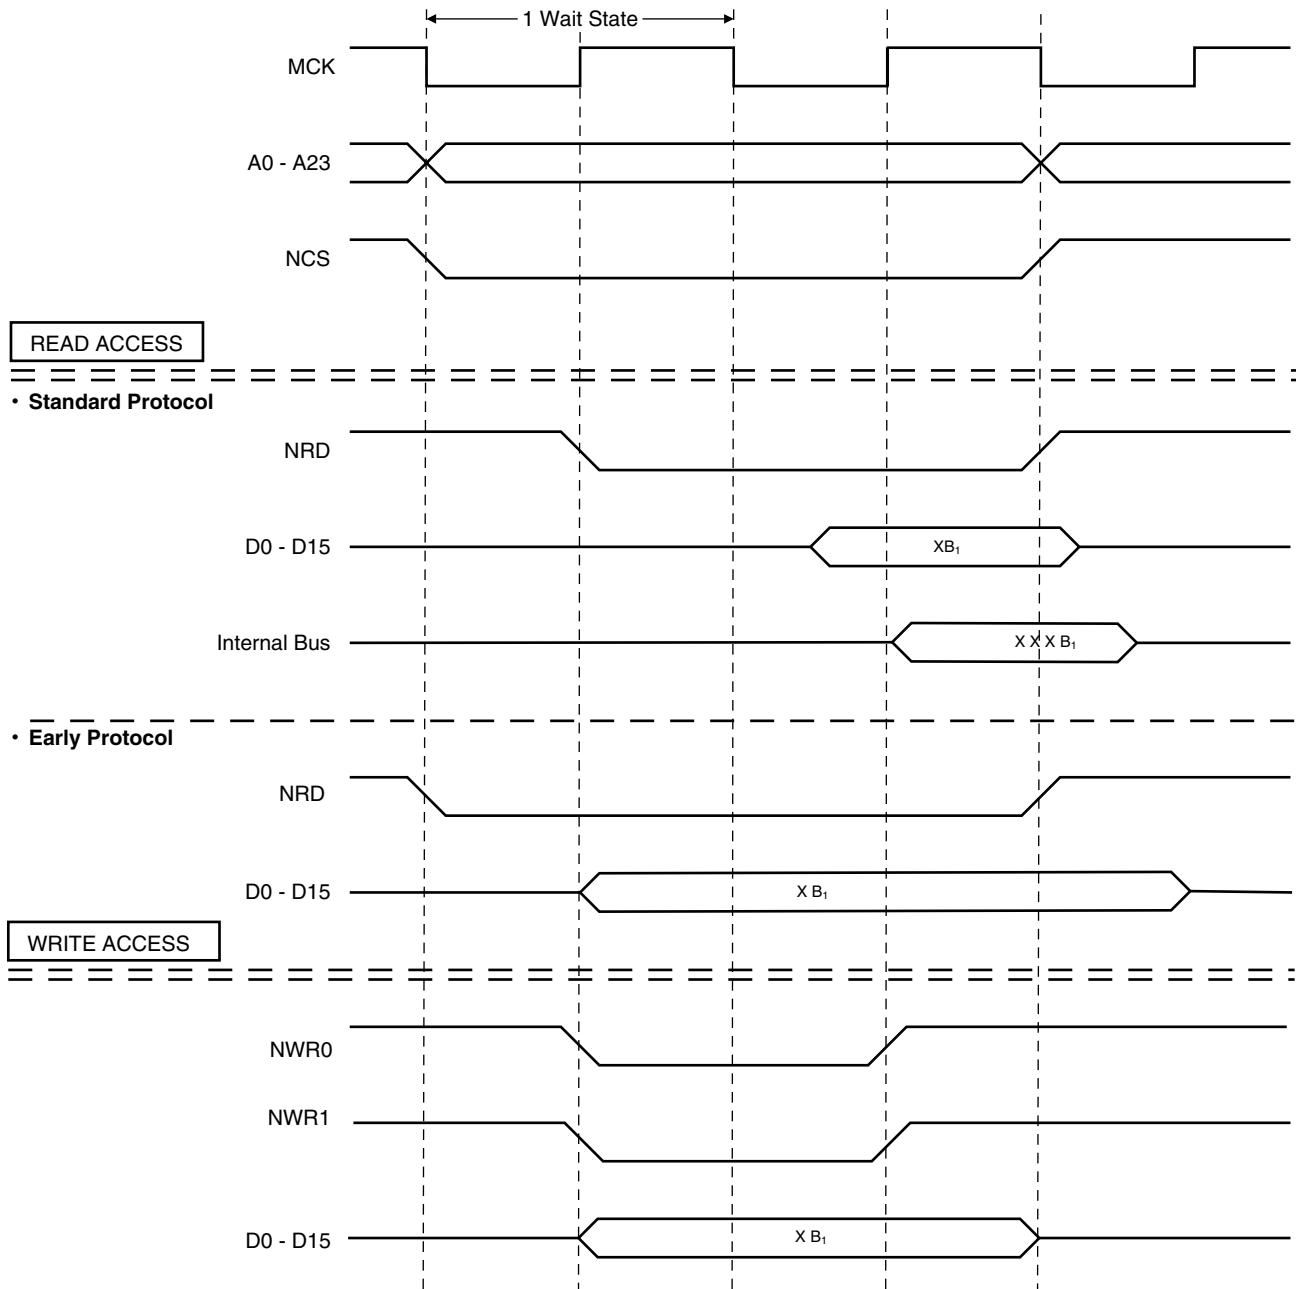 1 Wait State
MCK
A0 - A23
NCS
READ ACCESS
• Standard Protocol
NRD
D0 - D15
XB₁
Internal Bus
X X X B₁
• Early Protocol
NRD
D0 - D15
X B₁
WRITE ACCESS
NWR0
NWR1
D0 - D15
X B₁